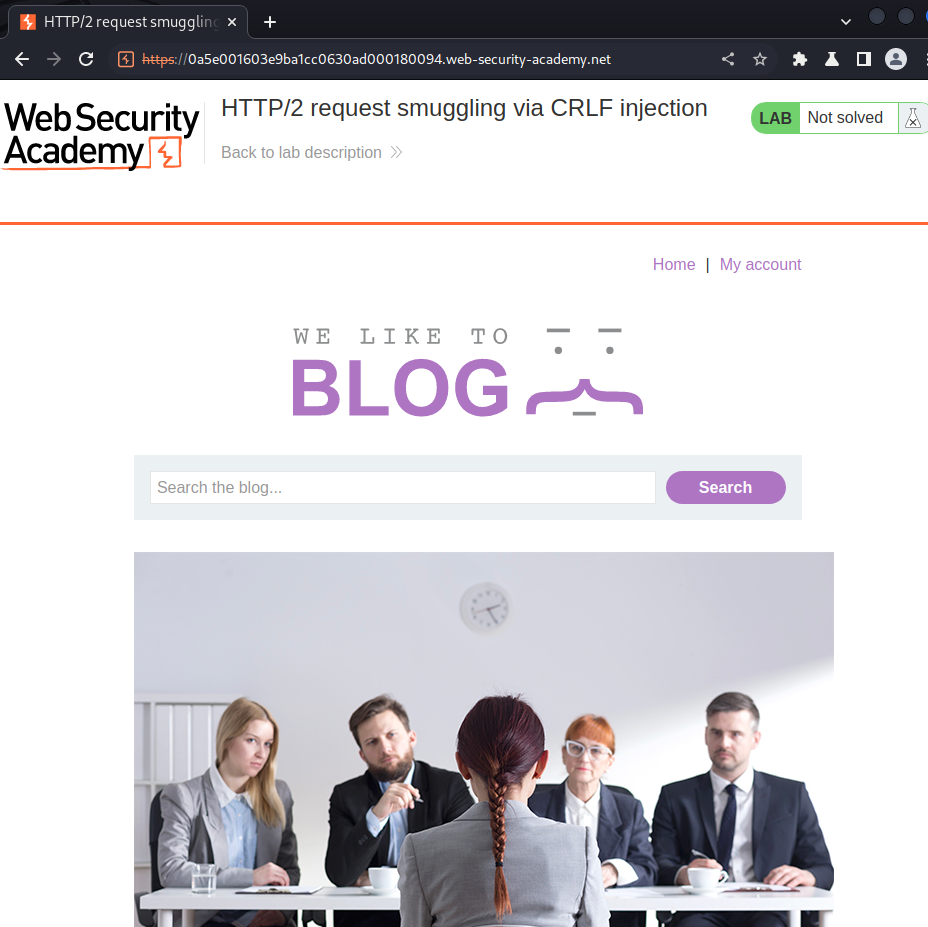 HTTP/2 request smuggling
https://0a5e001603e9ba1cc0630ad000180094.web-security-academy.net
Web Security
Academy
HTTP/2 request smuggling via CRLF injection
Back to lab description
LAB Not solved
Home | My account
WE LIKE TO
BLOG
Search the blog...
Search